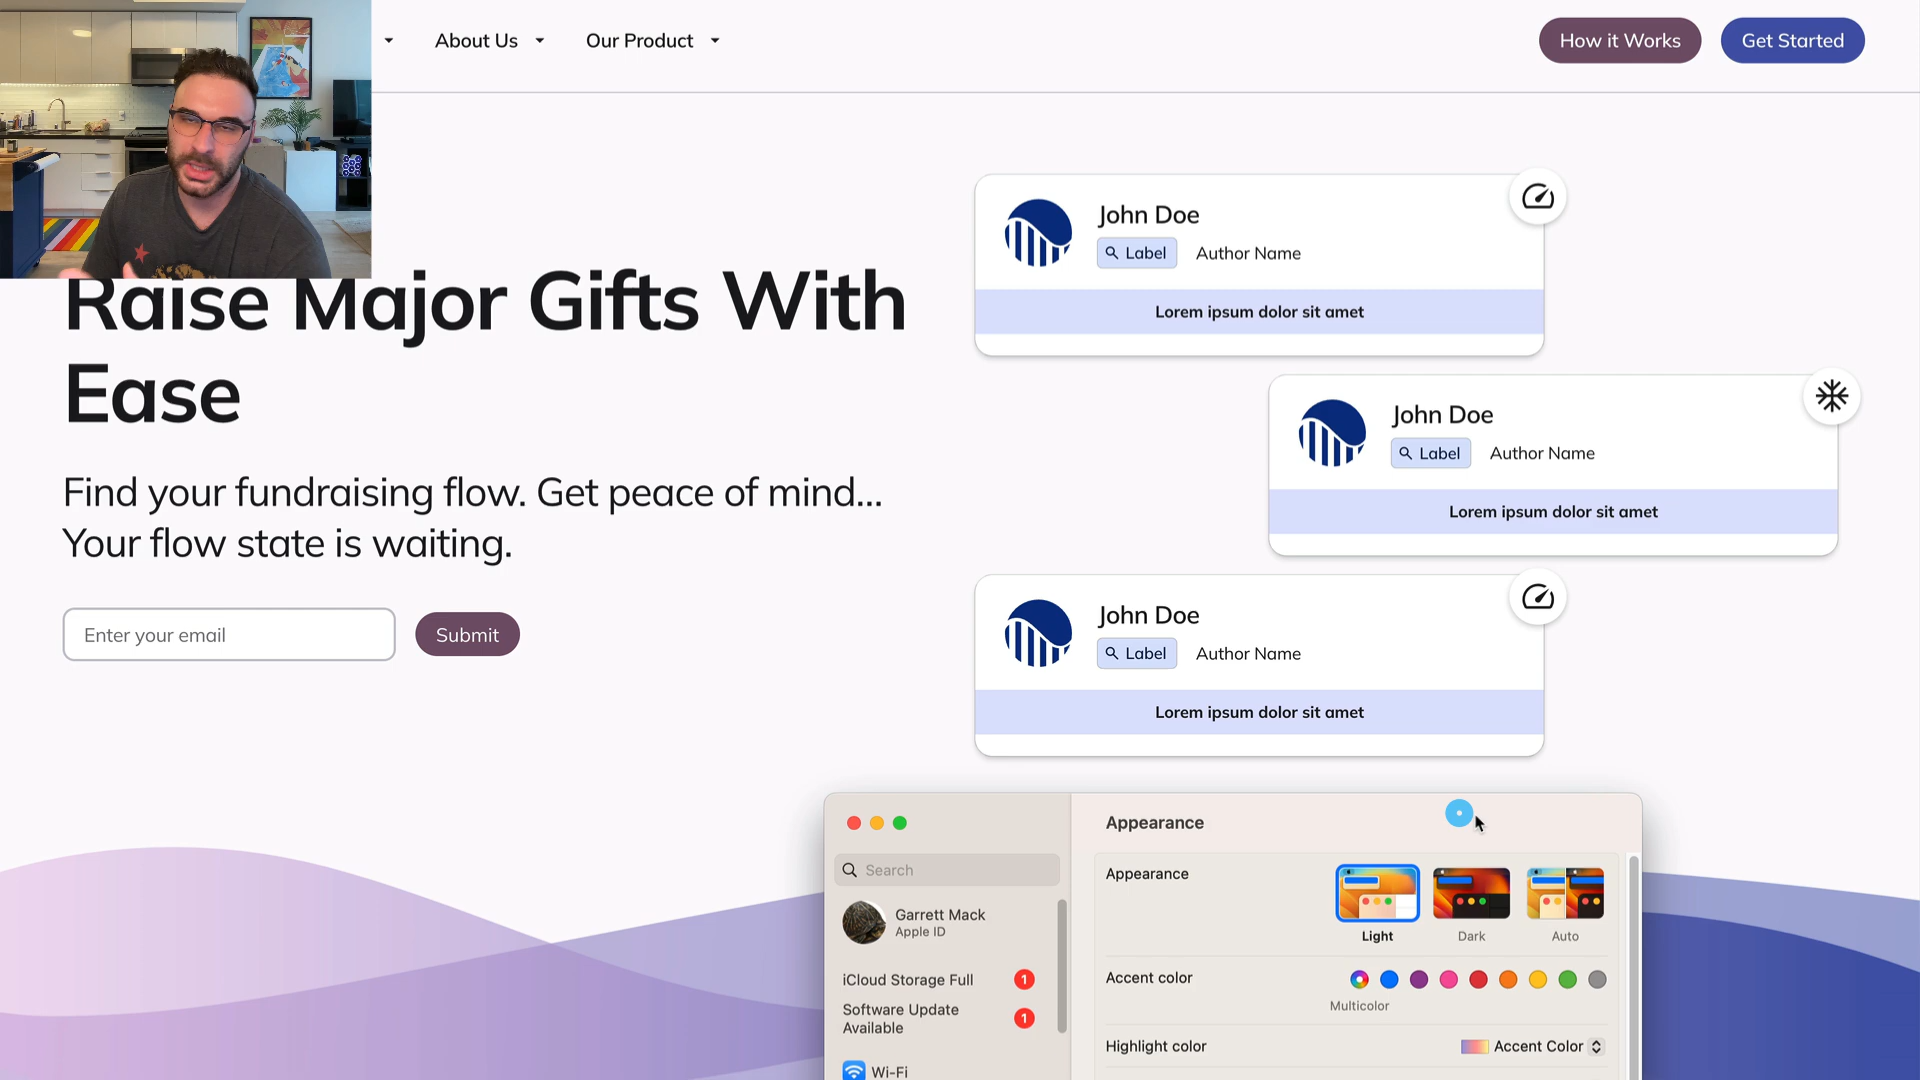 About Us
Our Product
How it Works
Get Started
Raise Major Gifts With
Ease
Find your fundraising flow. Get peace of mind...
Your flow state is waiting.
Enter your email
Submit
John Doe
Label
Author Name
Lorem ipsum dolor sit amet
John Doe
Label
Author Name
Lorem ipsum dolor sit amet
John Doe
Label
Author Name
Lorem ipsum dolor sit amet
Search
Garrett Mack
Apple ID
iCloud Storage Full
1
Software Update
Available
1
Wi-Fi
Appearance
Appearance
Light
Dark
Auto
Accent color
Multicolor
Highlight color
Accent Color